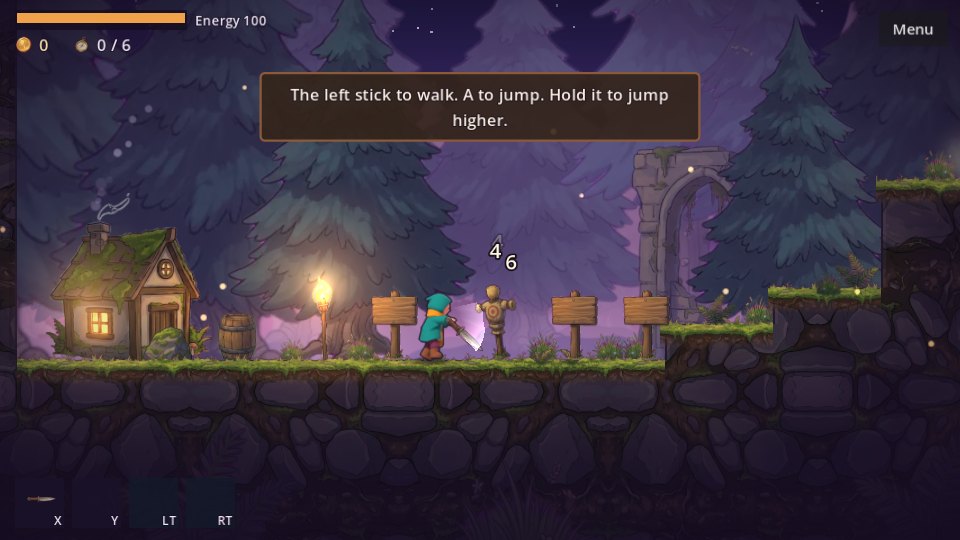 Energy 100
Menu
0
0 / 6
The left stick to walk. A to jump. Hold it to jump
higher.
4
6
X
Y
LT
RT